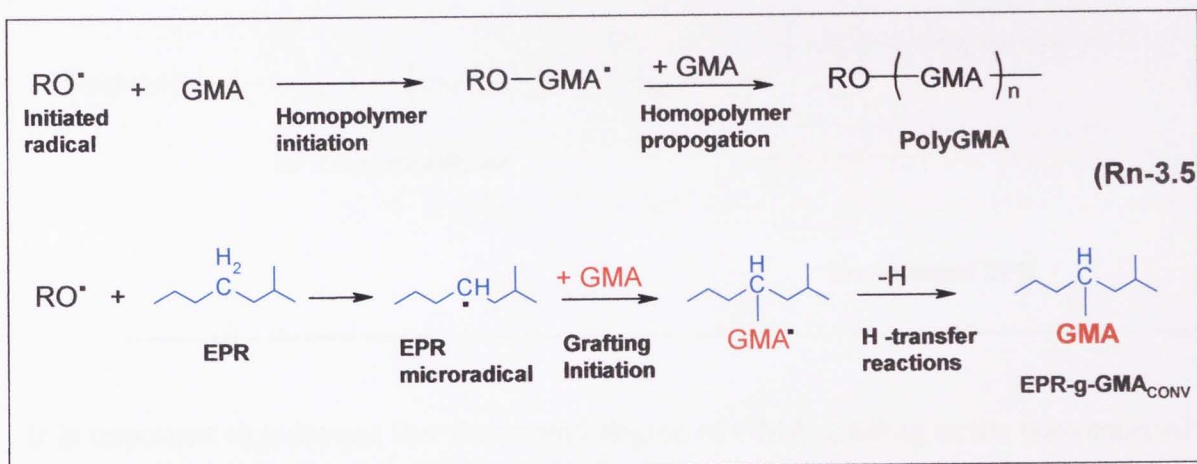 RO• + GMA → RO—GMA• + GMA → RO—(GMA)n—
Initiated radical
Homopolymer initiation
Homopolymer propogation
PolyGMA
(Rn-3.5
RO• + H2 C → CH • + GMA → H GMA• -H → H GMA
EPR
EPR microradical
Grafting Initiation
H -transfer reactions
EPR-g-GMACONV